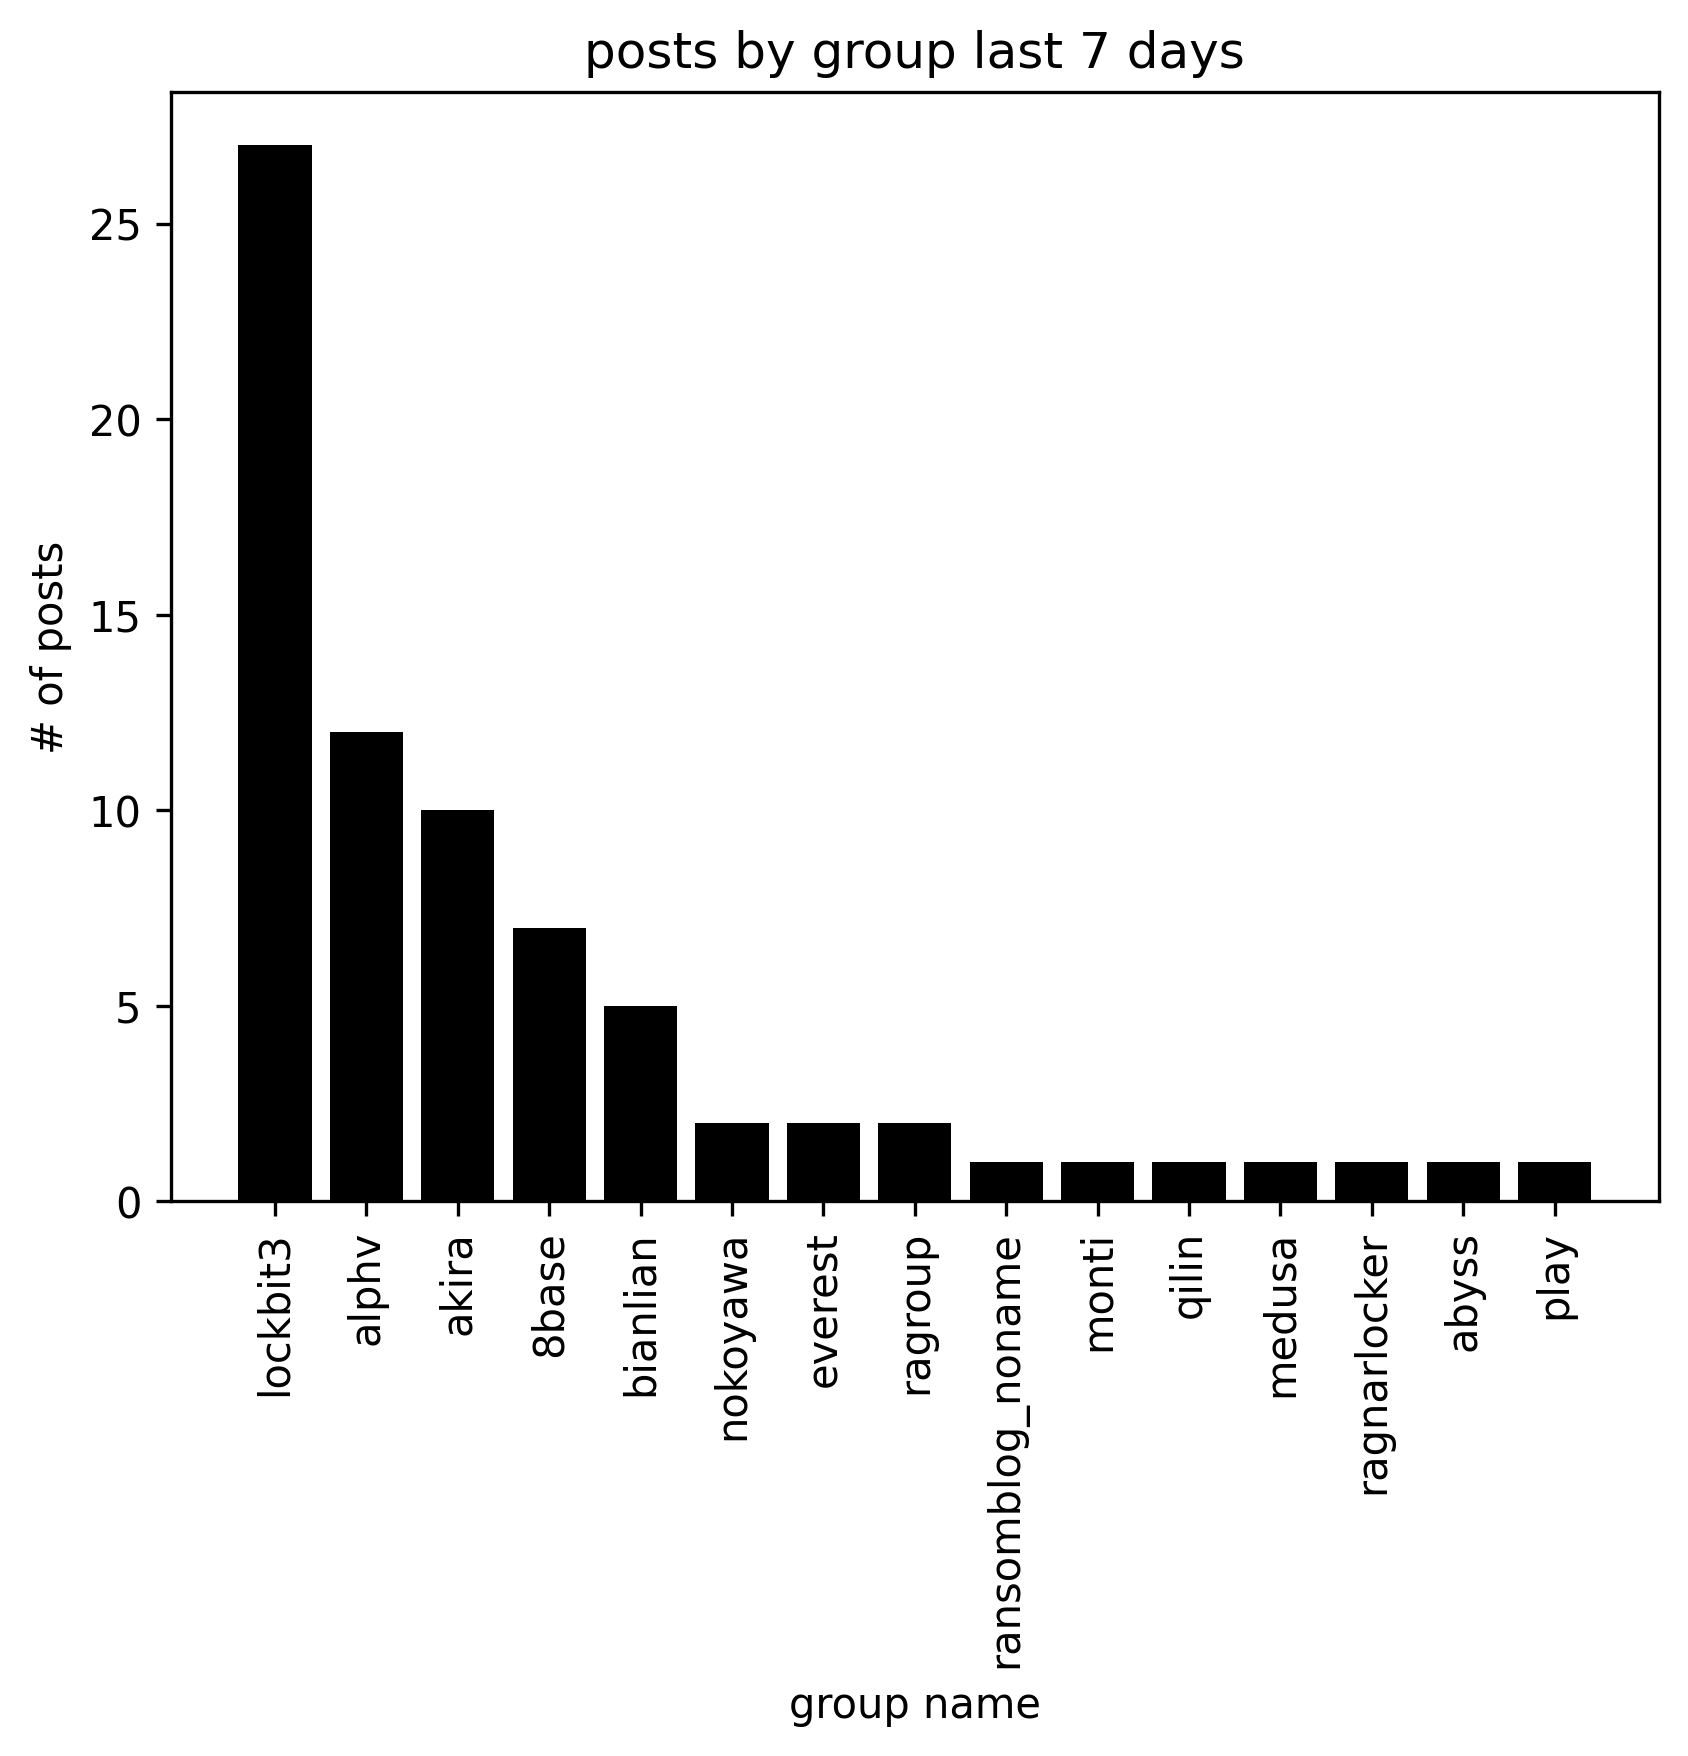 posts by group last 7 days
# of posts
25
20
15
10
5
0
lockbit3
alphv
akira
8base
bianlian
nokoyawa
everest
ragroup
ransomblog_noname
monti
qilin
medusa
ragnarlocker
abyss
play
group name